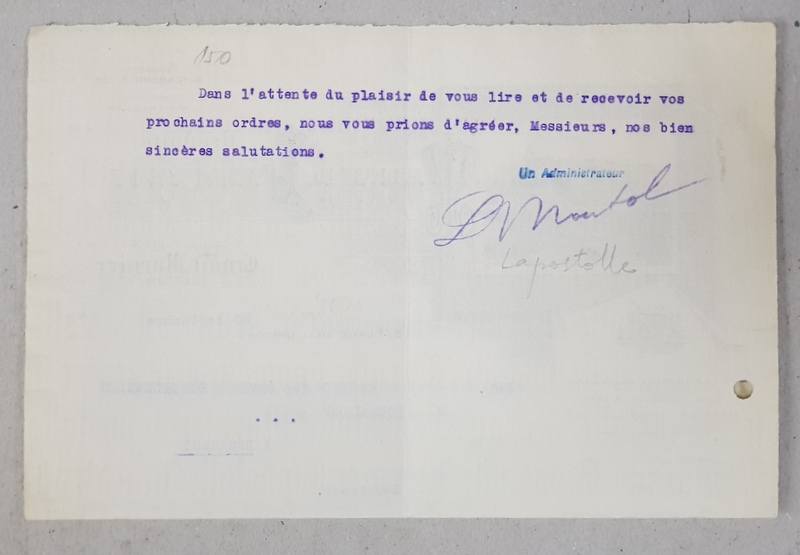 150
Dans l'attente du plaisir de vous lire et de recevoir vos
prochains ordres, nous vous prions d'agréer, Messieurs, nos bien
sincères salutations.
Un Administrateur
Lapostolle
...